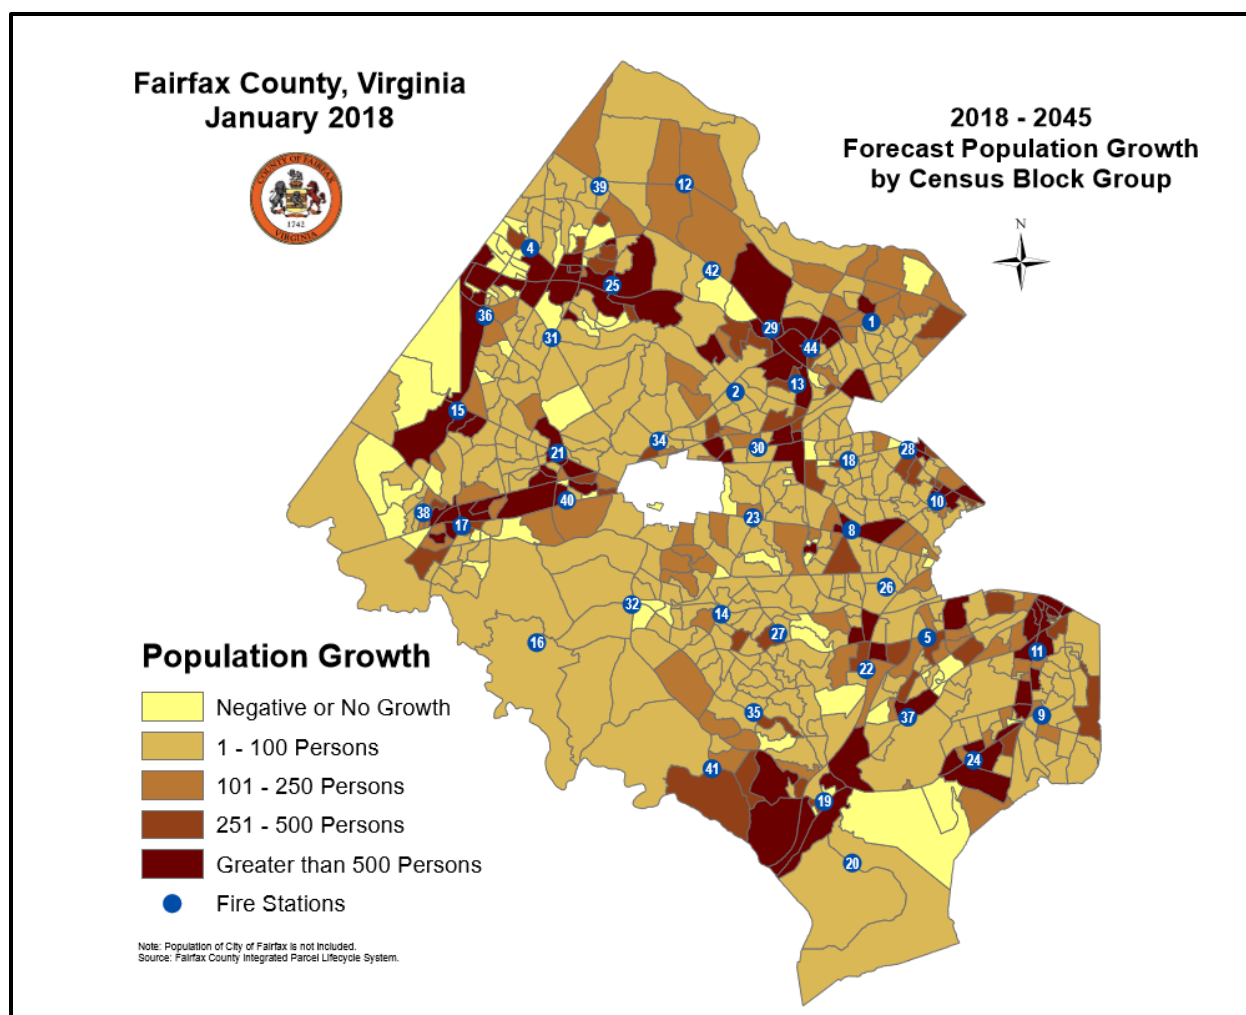 Fairfax County, Virginia
January 2018
COUNTY OF FAIRFAX
1742
VIRGINIA
2018 - 2045
Forecast Population Growth
by Census Block Group
N
39
12
4
42
25
36
31
29
1
44
13
2
15
34
30
21
18
28
40
10
38
17
23
8
26
32
14
16
27
5
22
11
35
37
9
41
24
19
20
Population Growth
Negative or No Growth
1 - 100 Persons
101 - 250 Persons
251 - 500 Persons
Greater than 500 Persons
Fire Stations
Note: Population of City of Fairfax is not included.
Source: Fairfax County Integrated Parcel Lifecycle System.